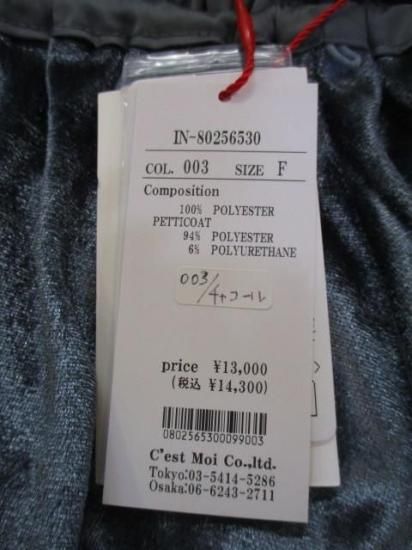 IN-80256530
COL. 003 SIZE F
Composition
100% POLYESTER
PETTICOAT
94% POLYESTER
6% POLYURETHANE
003/チャコール
price ¥13,000
(税込 ¥14,300)
0802565300099003
C'est Moi Co.,ltd.
Tokyo:03-5414-5286
Osaka:06-6243-2711